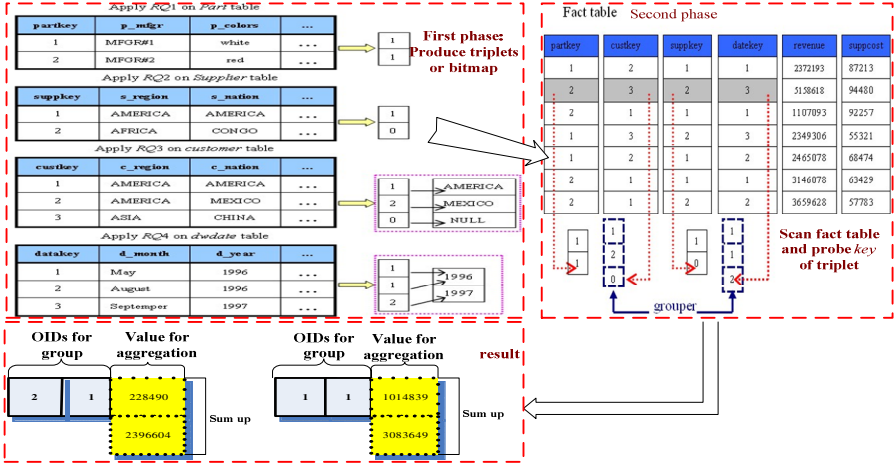 Apply RQ1 on Part table
partkey p_mfgr p_colors ...
1 MFGR#1 white ...
2 MFGR#2 red ...
1
1
First phase:
Produce triplets
or bitmap
Apply RQ2 on Supplier table
suppkey s_region s_nation ...
1 AMERICA AMERICA ...
2 AFRICA CONGO ...
1
0
Apply RQ3 on customer table
custkey c_region c_nation ...
1 AMERICA AMERICA ...
2 AMERICA MEXICO ...
3 ASIA CHINA ...
1 AMERICA
2 MEXICO
0 NULL
Apply RQ4 on dwdate table
datakey d_month d_year ...
1 May 1996 ...
2 August 1996 ...
3 Septemper 1997 ...
1
1
2
1996
1997
Fact table Second phase
partkey custkey suppkey datekey revenue suppcost
1 2 1 1 2372193 87213
2 3 2 3 5158618 94480
2 1 1 1 1107093 92257
1 3 2 1 2349306 55321
1 2 1 2 2465078 68474
2 1 1 1 3146078 63429
2 1 2 2 3659628 57783
1
1
1
2
0
1
0
1
1
2
Scan fact table
and probe key
of triplet
grouper
OIDs for
group
Value for
aggregation
2 1 228490
2396604
Sum up
OIDs for
group
Value for
aggregation
1 1 1014839
3083649
Sum up
result